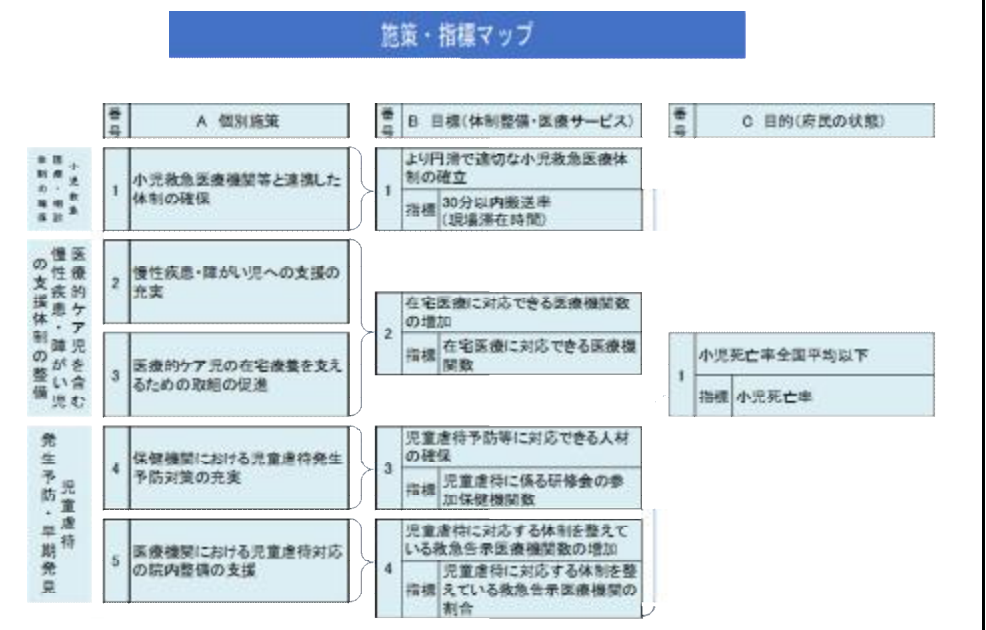 施策・指標マップ
番号
A 個別施策
番号
B 目標(体制整備・医療サービス)
番号
C 目的(府民の状態)
小児救急
医療・相談
体制の確保
1
小児救急医療機関等と連携した
体制の確保
1
より円滑で適切な小児救急医療体
制の確立
指標
30分以内搬送率
(現場滞在時間)
医療的ケア児を含む
慢性疾患・障がい児
の支援体制の整備
2
慢性疾患・障がい児への支援の
充実
3
医療的ケア児の在宅療養を支え
るための取組の促進
2
在宅医療に対応できる医療機関数
の増加
指標
在宅医療に対応できる医療機
関数
1
小児死亡率全国平均以下
指標
小児死亡率
児童虐待
発生予防・早期発見
4
保健機関における児童虐待発生
予防対策の充実
3
児童虐待予防等に対応できる人材
の確保
指標
児童虐待に係る研修会の参
加保健機関数
5
医療機関における児童虐待対応
の院内整備の支援
4
児童虐待に対応する体制を整えて
いる救急告示医療機関数の増加
指標
児童虐待に対応する体制を整
えている救急告示医療機関の
割合